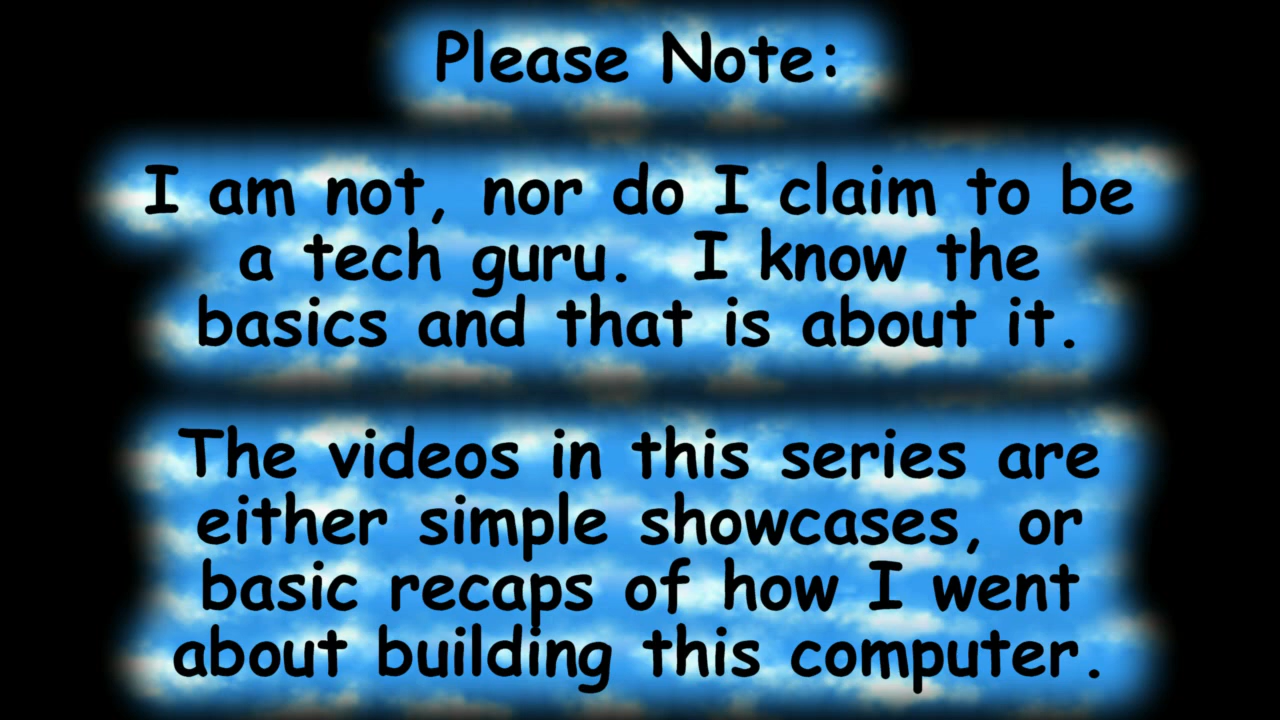 Please Note:
I am not, nor do I claim to be
a tech guru.  I know the
basics and that is about it.
The videos in this series are
either simple showcases, or
basic recaps of how I went
about building this computer.